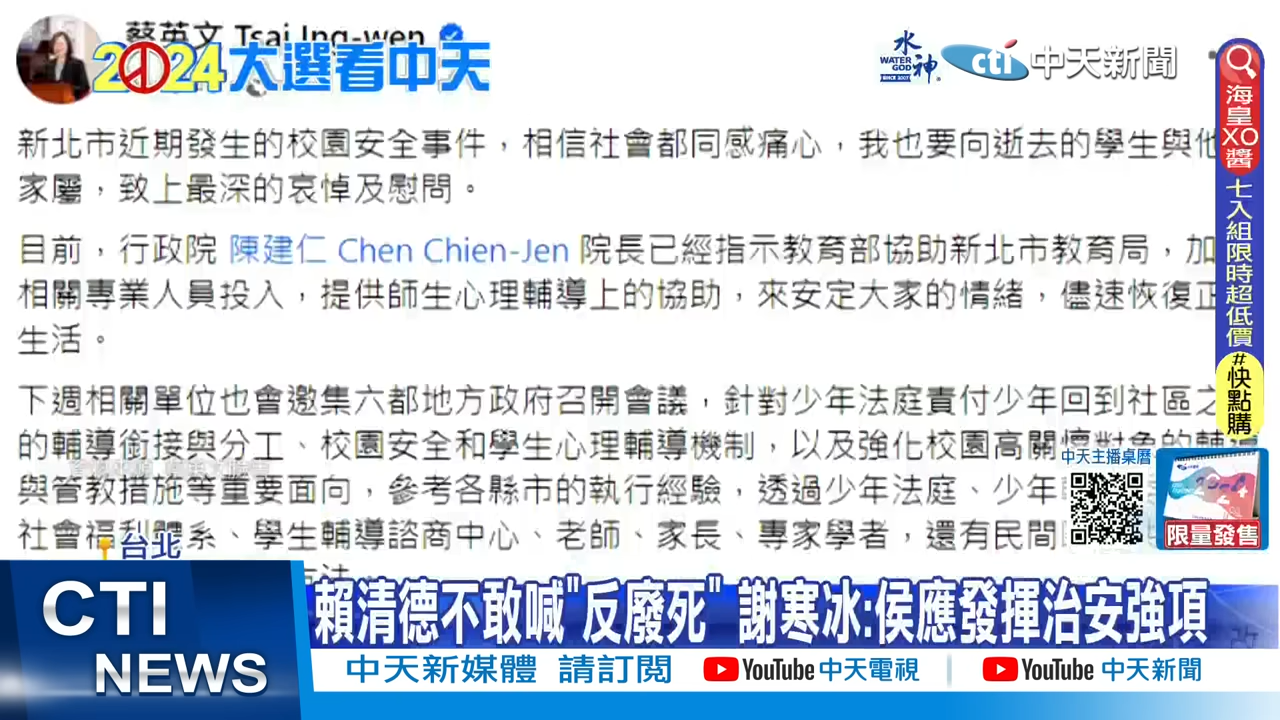 蔡英文 Tsai Ing-wen
2024大選看中天
水神
WATER GOD
SINCE 2007
cti 中天新聞
新北市近期發生的校園安全事件，相信社會都同感痛心，我也要向逝去的學生與他
家屬，致上最深的哀悼及慰問。
目前，行政院 陳建仁 Chen Chien-Jen 院長已經指示教育部協助新北市教育局，加
相關專業人員投入，提供師生心理輔導上的協助，來安定大家的情緒，儘速恢復正
生活。
下週相關單位也會邀集六都地方政府召開會議，針對少年法庭責付少年回到社區之
的輔導銜接與分工、校園安全和學生心理輔導機制，以及強化校園高關懷對象的輔導
與管教措施等重要面向，參考各縣市的執行經驗，透過少年法庭、少年
社會福利體系、學生輔導諮商中心、老師、家長、專家學者，還有民間
海皇XO醬
七入組限時超低價
#快點購
中天主播桌曆
限量發售
台北
CTI NEWS
賴清德不敢喊"反廢死" 謝寒冰:侯應發揮治安強項
中天新媒體 請訂閱 YouTube 中天電視 YouTube 中天新聞